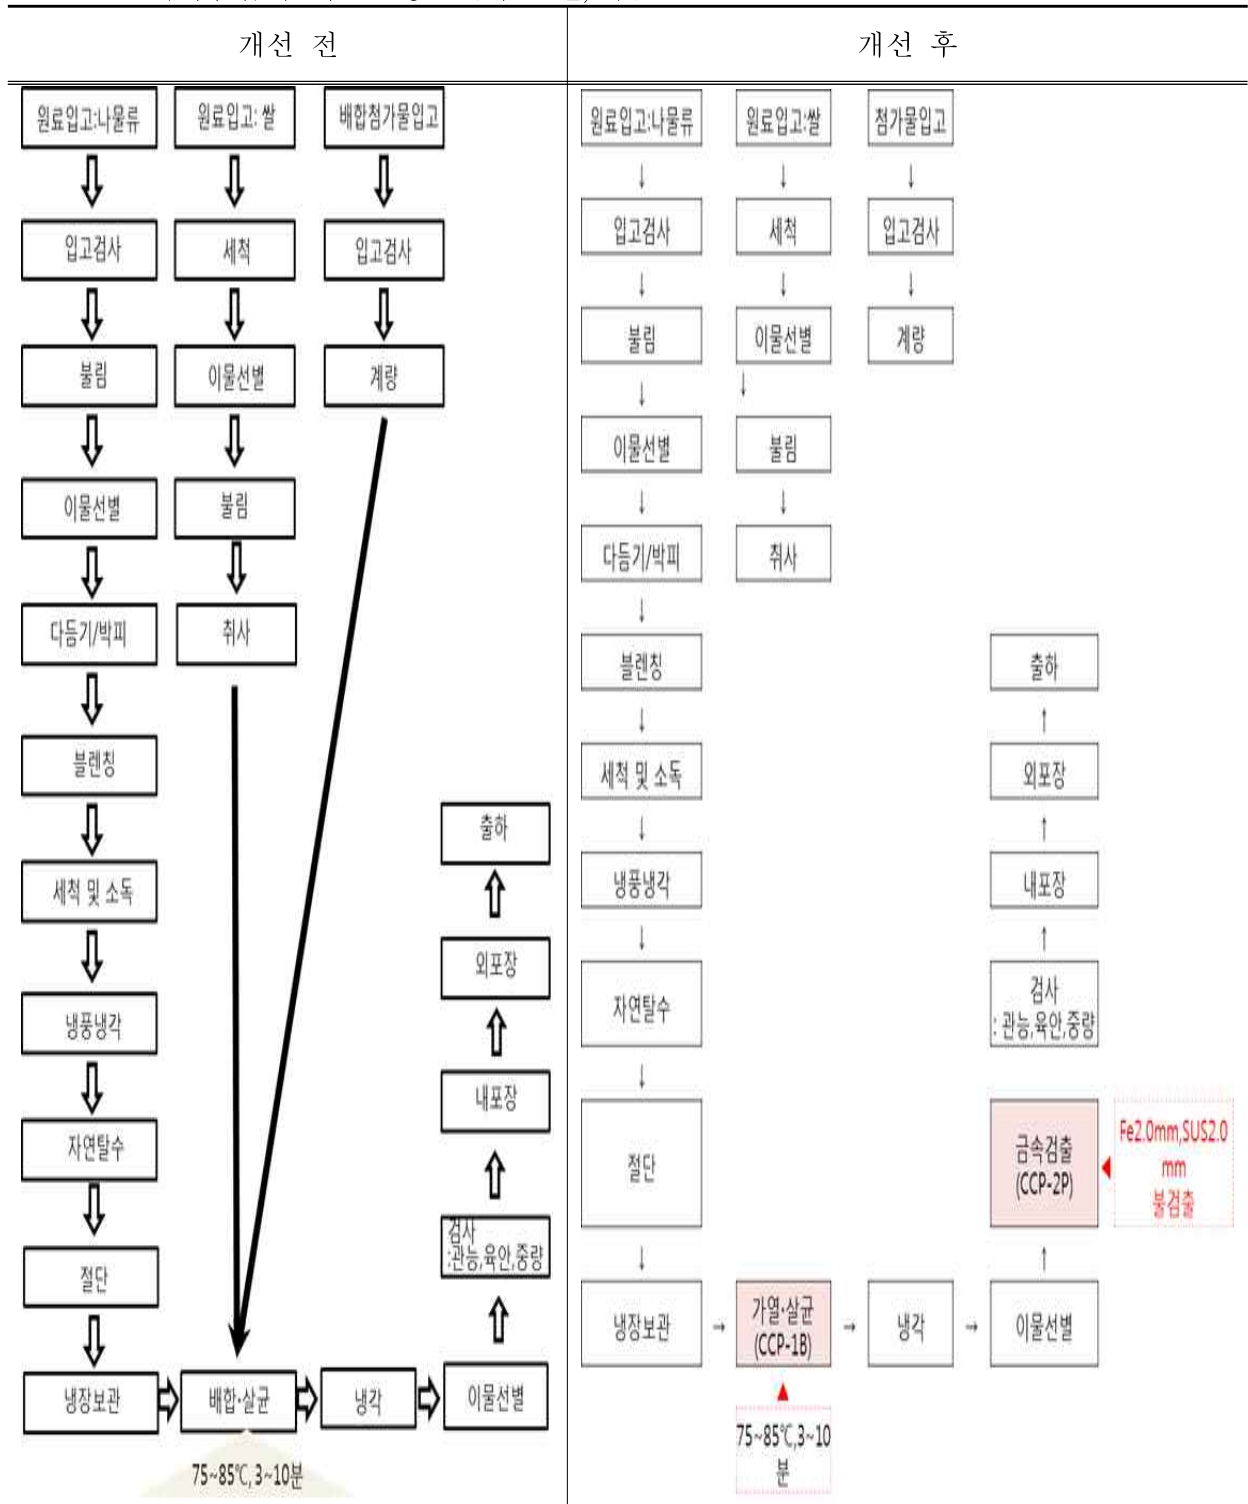 개선 전
개선 후
원료입고:나물류
원료입고: 쌀
배합첨가물입고
입고검사
세척
입고검사
불림
이물선별
계량
이물선별
불림
다듬기/박피
취사
블렌칭
세척 및 소독
냉풍냉각
자연탈수
절단
냉장보관
배합·살균
냉각
이물선별
75~85℃, 3~10분
출하
외포장
내포장
검사
:관능,육안,중량
원료입고:나물류
원료입고:쌀
첨가물입고
입고검사
세척
입고검사
불림
이물선별
계량
이물선별
불림
다듬기/박피
취사
블렌칭
세척 및 소독
냉풍냉각
자연탈수
절단
냉장보관
가열·살균
(CCP-1B)
냉각
이물선별
75~85℃,3~10
분
출하
외포장
내포장
검사
: 관능,육안,중량
금속검출
(CCP-2P)
Fe2.0mm,SUS2.0
mm
불검출